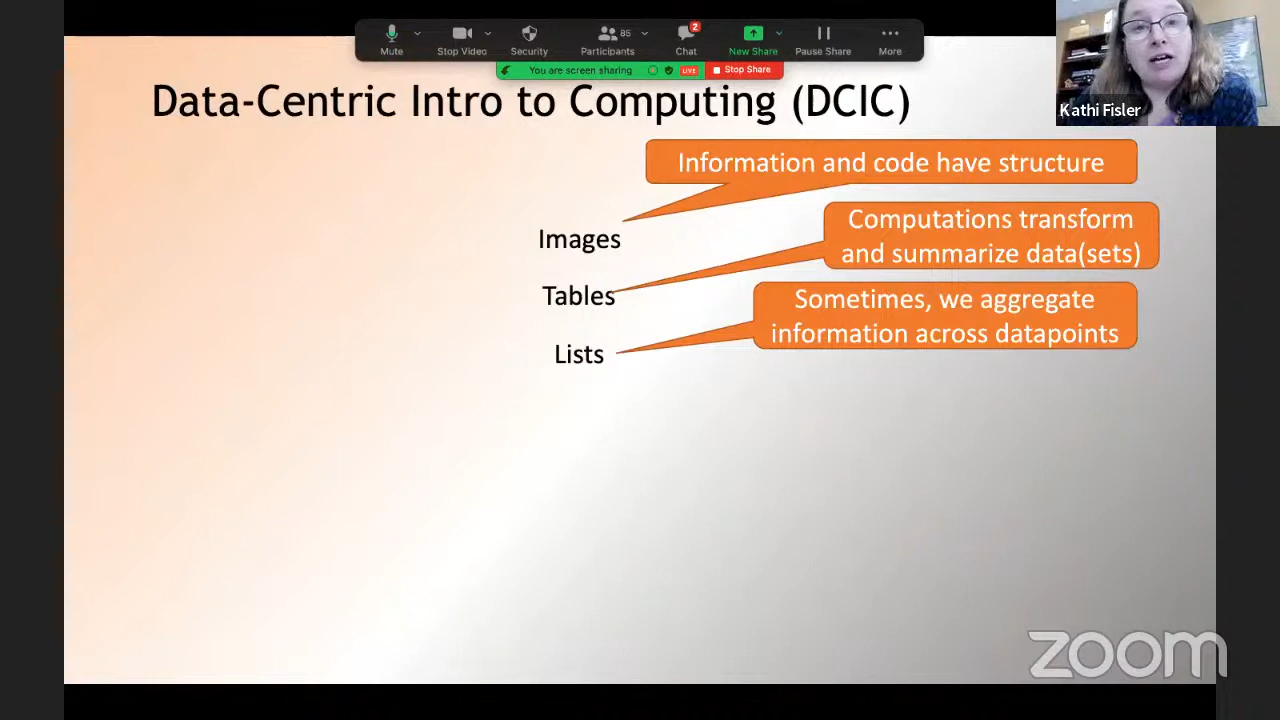 Mute
Stop Video
Security
85
Participants
2
Chat
New Share
Pause Share
More
You are screen sharing
LIVE
Stop Share
Kathi Fisler
Data-Centric Intro to Computing (DCIC)
Information and code have structure
Images
Computations transform
and summarize data(sets)
Tables
Sometimes, we aggregate
information across datapoints
Lists
zoom